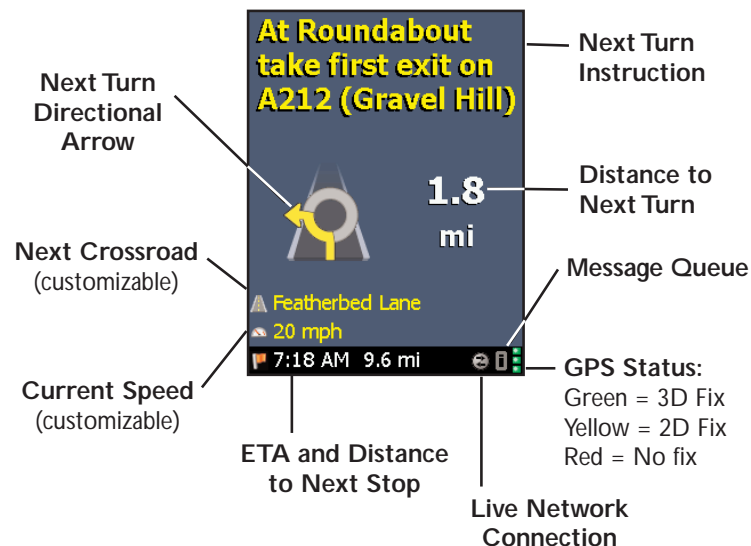 At Roundabout
take first exit on
A212 (Gravel Hill)
1.8
mi
Featherbed Lane
20 mph
7:18 AM 9.6 mi
Next Turn
Directional
Arrow
Next Crossroad
(customizable)
Current Speed
(customizable)
ETA and Distance
to Next Stop
Next Turn
Instruction
Distance to
Next Turn
Message Queue
GPS Status:
Green = 3D Fix
Yellow = 2D Fix
Red = No fix
Live Network
Connection